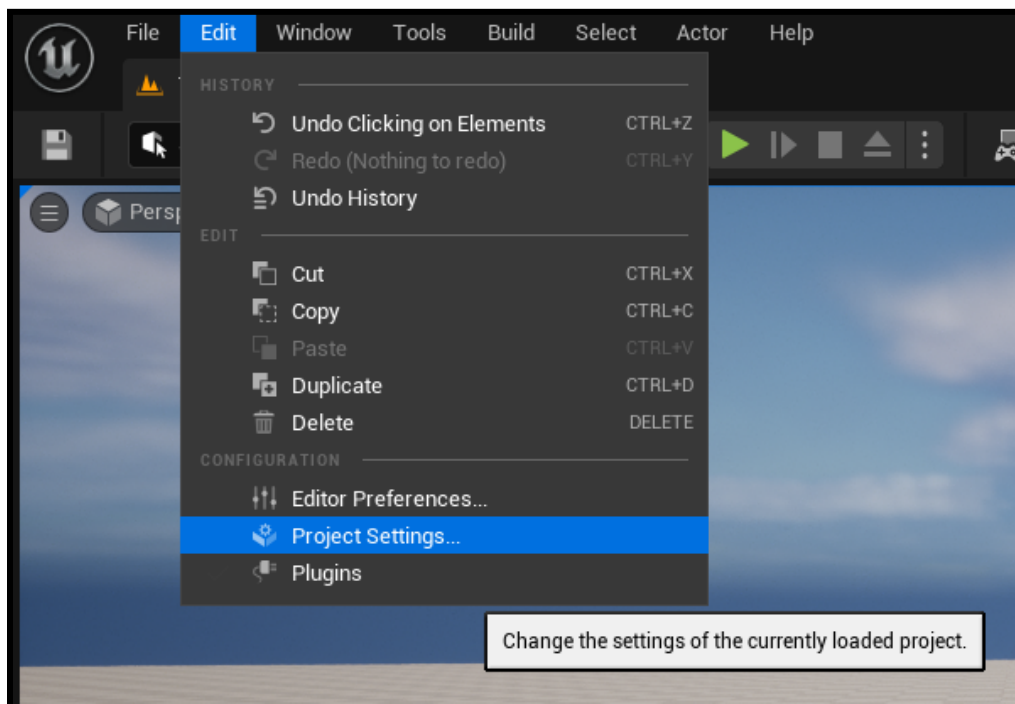 File Edit Window Tools Build Select Actor Help
HISTORY
Undo Clicking on Elements CTRL+Z
Redo (Nothing to redo) CTRL+Y
Undo History
EDIT
Cut CTRL+X
Copy CTRL+C
Paste CTRL+V
Duplicate CTRL+D
Delete DELETE
CONFIGURATION
Editor Preferences...
Project Settings...
Plugins
Change the settings of the currently loaded project.